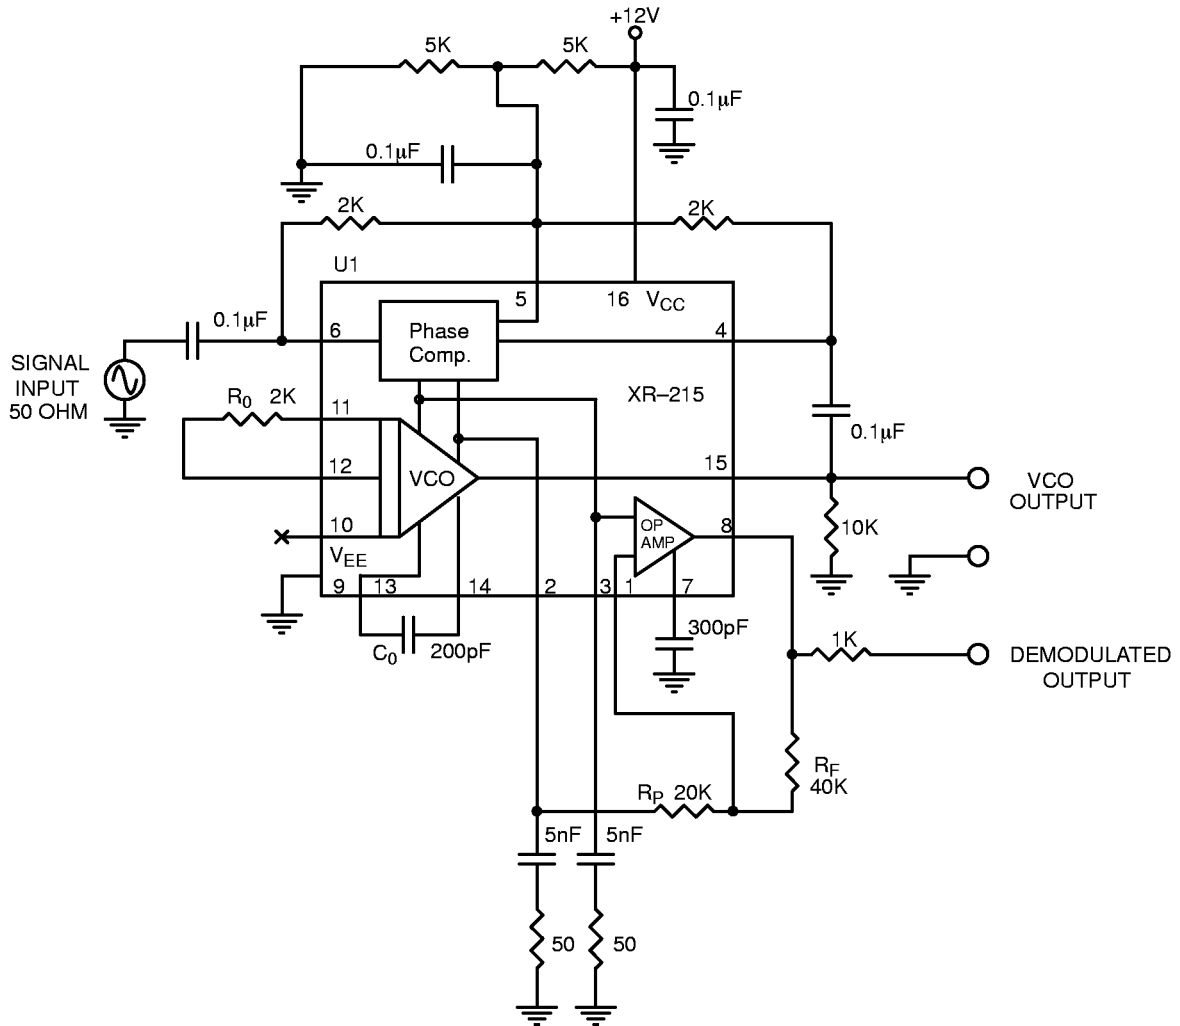 +12V
5K
5K
0.1µF
0.1µF
2K
2K
U1
5
16
VCC
0.1µF
6
Phase
Comp.
4
SIGNAL
INPUT
50 OHM
R0 2K
11
XR–215
0.1µF
12
VCO
15
VCO
OUTPUT
10
OP
AMP
8
10K
VEE
9
13
14
2
3
1
7
C0
200pF
300pF
1K
DEMODULATED
OUTPUT
RF
40K
RP 20K
5nF
5nF
50
50